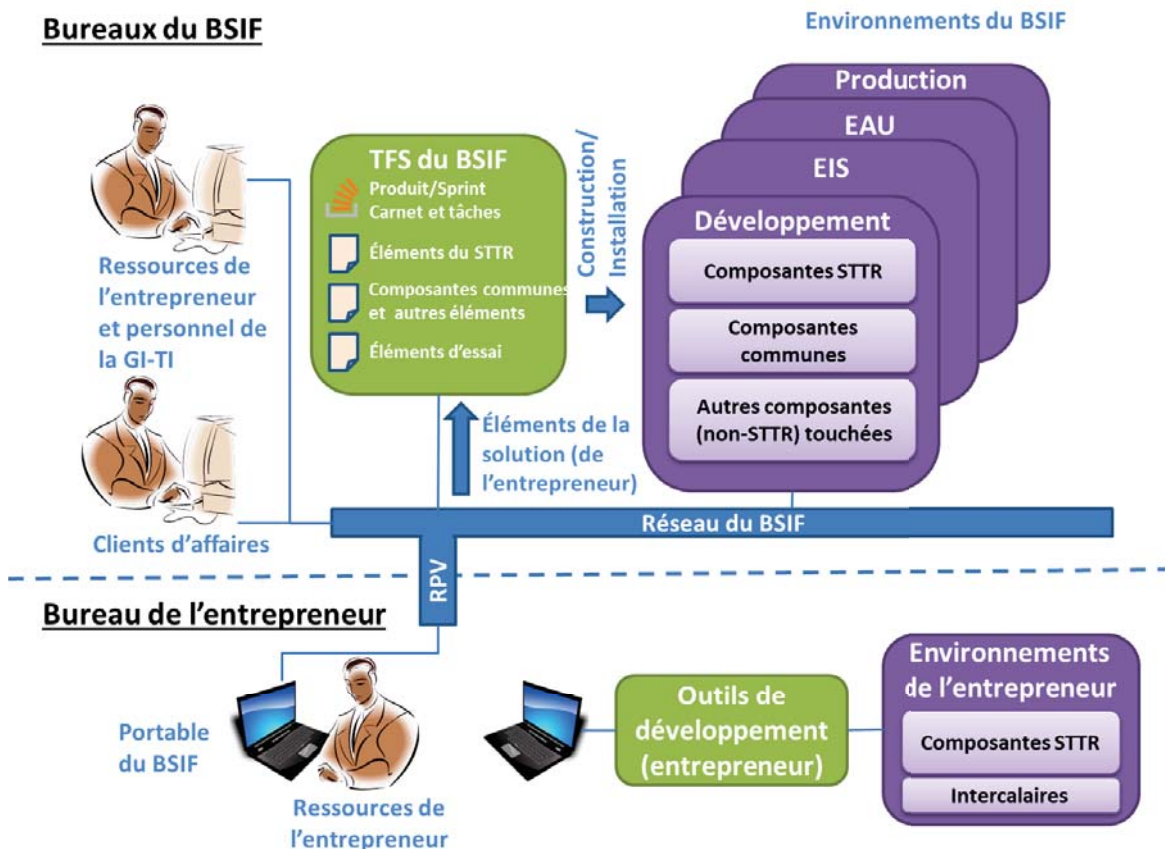 Bureaux du BSIF
Environnements du BSIF
Production
EAU
EIS
Développement
Composantes STTR
Composantes
communes
Autres composantes
(non-STTR) touchées
TFS du BSIF
Produit/Sprint
Carnet et tâches
Éléments du STTR
Composantes communes
et autres éléments
Éléments d'essai
Construction/
Installation
Ressources de
l'entrepreneur
et personnel de
la GI-TI
Clients d'affaires
Éléments de la
solution (de
l'entrepreneur)
Réseau du BSIF
RPV
Bureau de l'entrepreneur
Portable
du BSIF
Ressources de
l'entrepreneur
Outils de
développement
(entrepreneur)
Environnements
de l'entrepreneur
Composantes STTR
Intercalaires